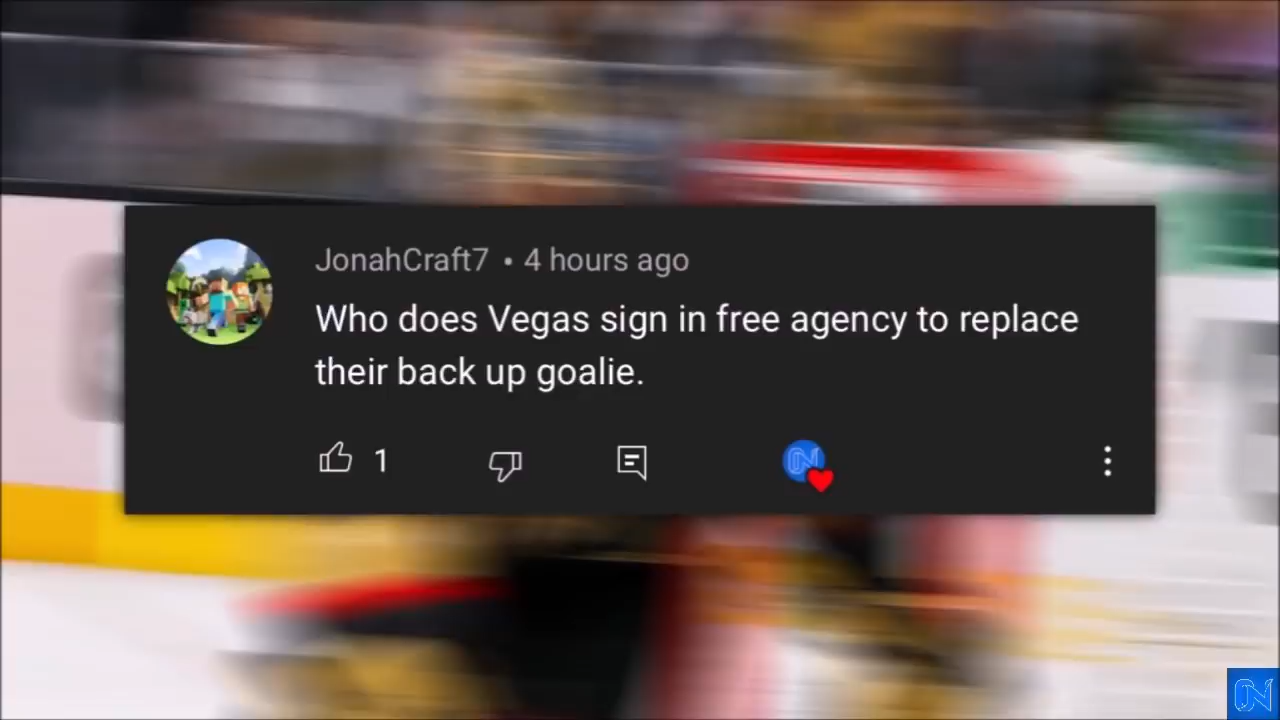 JonahCraft7 • 4 hours ago
Who does Vegas sign in free agency to replace
their back up goalie.
1